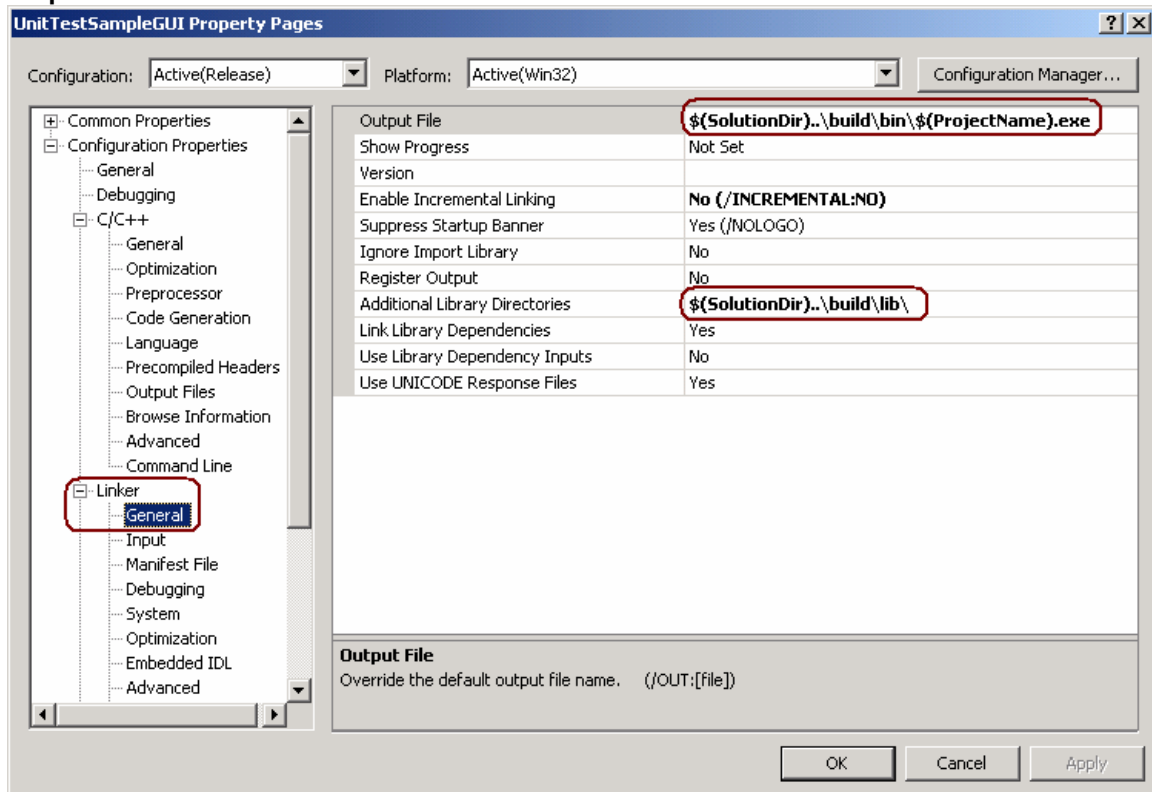 UnitTestSampleGUI Property Pages
Configuration: Active(Release) Platform: Active(Win32) Configuration Manager...
Common Properties
Configuration Properties
General
Debugging
C/C++
General
Optimization
Preprocessor
Code Generation
Language
Precompiled Headers
Output Files
Browse Information
Advanced
Command Line
Linker
General
Input
Manifest File
Debugging
System
Optimization
Embedded IDL
Advanced
Output File $(SolutionDir)..\build\bin\$(ProjectName).exe
Show Progress Not Set
Version
Enable Incremental Linking No (/INCREMENTAL:NO)
Suppress Startup Banner Yes (/NOLOGO)
Ignore Import Library No
Register Output No
Additional Library Directories $(SolutionDir)..\build\lib\
Link Library Dependencies Yes
Use Library Dependency Inputs No
Use UNICODE Response Files Yes
Output File
Override the default output file name. (/OUT:[file])
OK Cancel Apply